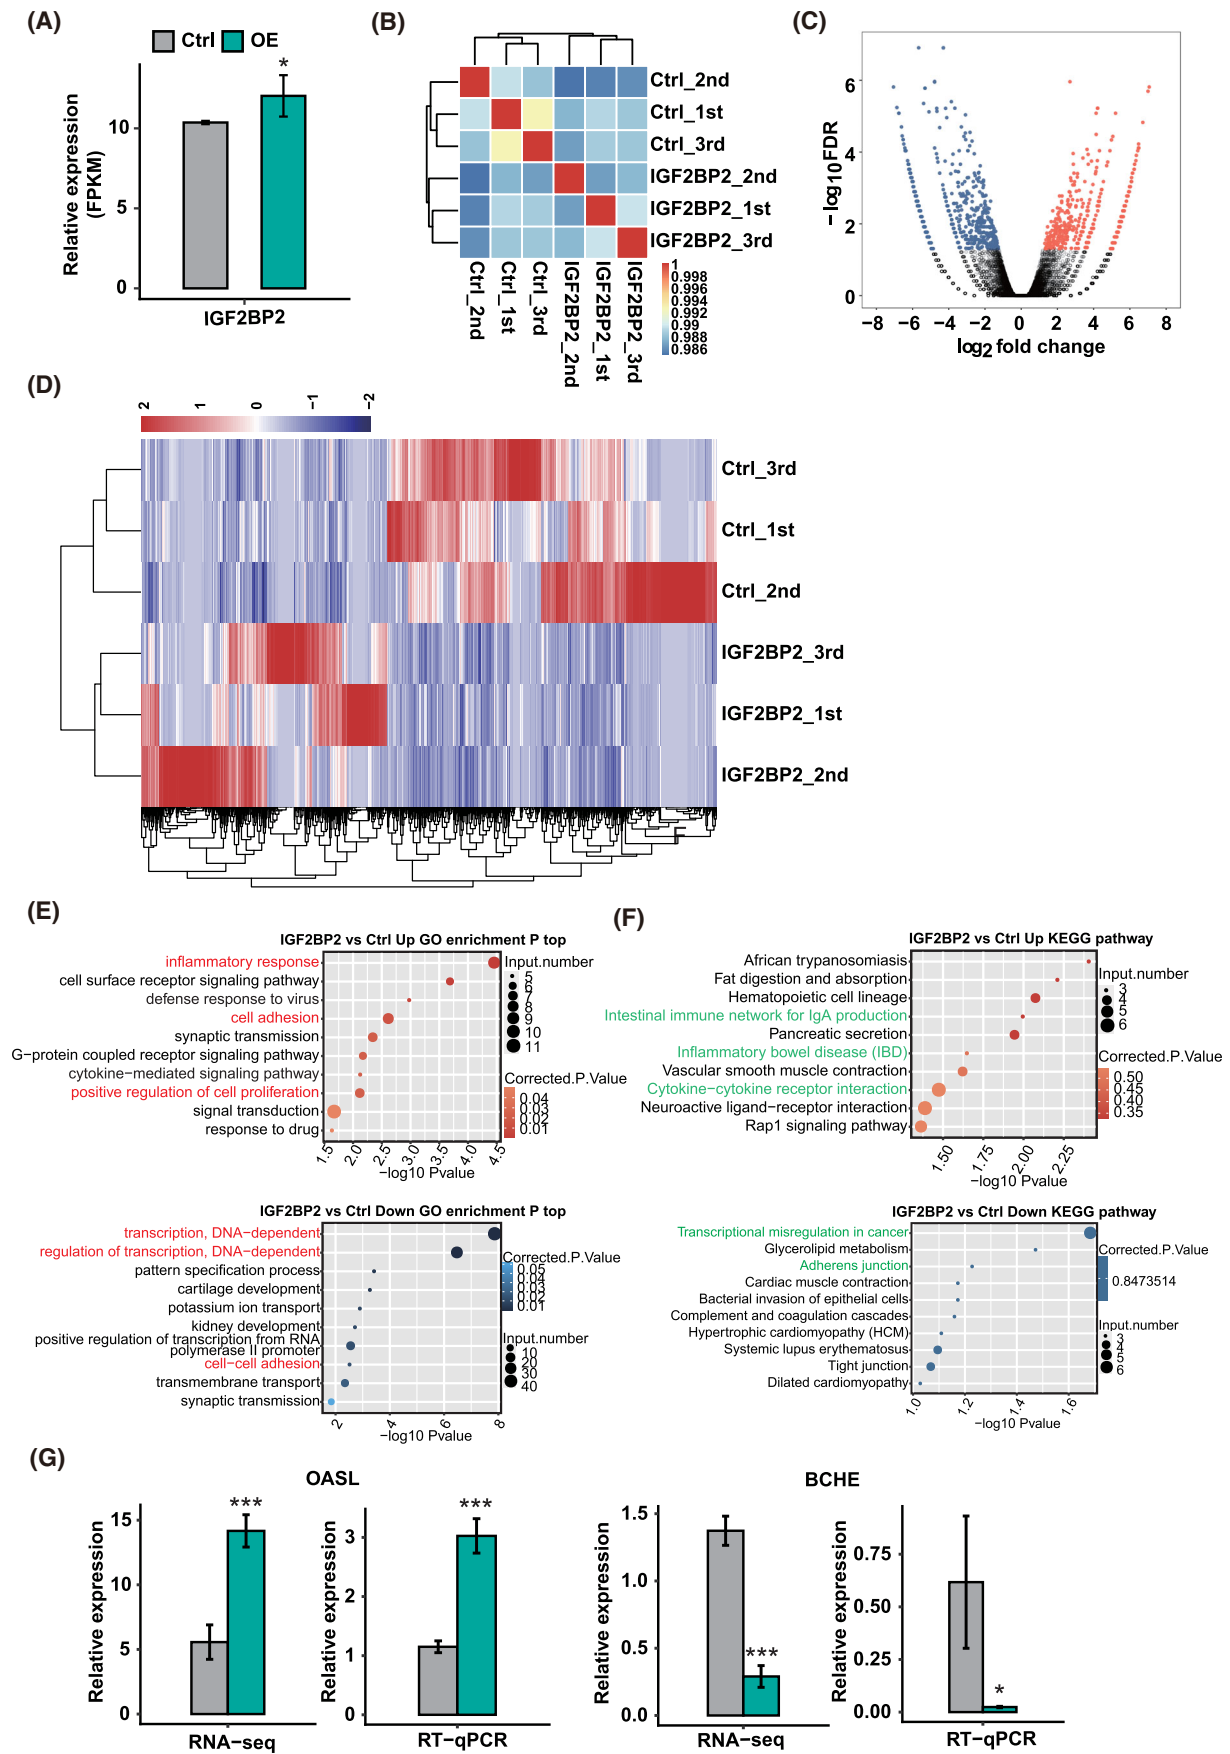 (A)
Ctrl OE
Relative expression
(FPKM)
10
5
0
*
IGF2BP2
(B)
Ctrl_2nd
Ctrl_1st
Ctrl_3rd
IGF2BP2_2nd
IGF2BP2_1st
IGF2BP2_3rd
Ctrl_2nd
Ctrl_1st
Ctrl_3rd
IGF2BP2_2nd
IGF2BP2_1st
IGF2BP2_3rd
1
0.998
0.996
0.994
0.992
0.99
0.988
0.986
(C)
−log10FDR
6
4
2
0
−8 −6 −4 −2 0 2 4 6 8
log2 fold change
(D)
2 1 0 -1 -2
Ctrl_3rd
Ctrl_1st
Ctrl_2nd
IGF2BP2_3rd
IGF2BP2_1st
IGF2BP2_2nd
(E)
IGF2BP2 vs Ctrl Up GO enrichment P top
inflammatory response
cell surface receptor signaling pathway
defense response to virus
cell adhesion
synaptic transmission
G−protein coupled receptor signaling pathway
cytokine−mediated signaling pathway
positive regulation of cell proliferation
signal transduction
response to drug
1.5 2.0 2.5 3.0 3.5 4.0 4.5
−log10 Pvalue
Input.number
5
6
7
8
9
10
11
Corrected.P.Value
0.04
0.03
0.02
0.01
IGF2BP2 vs Ctrl Down GO enrichment P top
transcription, DNA−dependent
regulation of transcription, DNA−dependent
pattern specification process
cartilage development
potassium ion transport
kidney development
positive regulation of transcription from RNA
polymerase II promoter
cell−cell adhesion
transmembrane transport
synaptic transmission
2 4 6 8
−log10 Pvalue
Corrected.P.Value
0.05
0.04
0.03
0.02
0.01
Input.number
10
20
30
40
(F)
IGF2BP2 vs Ctrl Up KEGG pathway
African trypanosomiasis
Fat digestion and absorption
Hematopoietic cell lineage
Intestinal immune network for IgA production
Pancreatic secretion
Inflammatory bowel disease (IBD)
Vascular smooth muscle contraction
Cytokine−cytokine receptor interaction
Neuroactive ligand−receptor interaction
Rap1 signaling pathway
1.50 1.75 2.00 2.25
−log10 Pvalue
Input.number
3
4
5
6
Corrected.P.Value
0.50
0.45
0.40
0.35
IGF2BP2 vs Ctrl Down KEGG pathway
Transcriptional misregulation in cancer
Glycerolipid metabolism
Adherens junction
Cardiac muscle contraction
Bacterial invasion of epithelial cells
Complement and coagulation cascades
Hypertrophic cardiomyopathy (HCM)
Systemic lupus erythematosus
Tight junction
Dilated cardiomyopathy
1.0 1.2 1.4 1.6
−log10 Pvalue
Corrected.P.Value
0.8473514
Input.number
3
4
5
6
(G)
OASL
Relative expression
15
10
5
0
***
RNA−seq
Relative expression
3
2
1
0
***
RT−qPCR
BCHE
Relative expression
1.5
1.0
0.5
0.0
***
RNA−seq
Relative expression
0.75
0.50
0.25
0.00
*
RT−qPCR